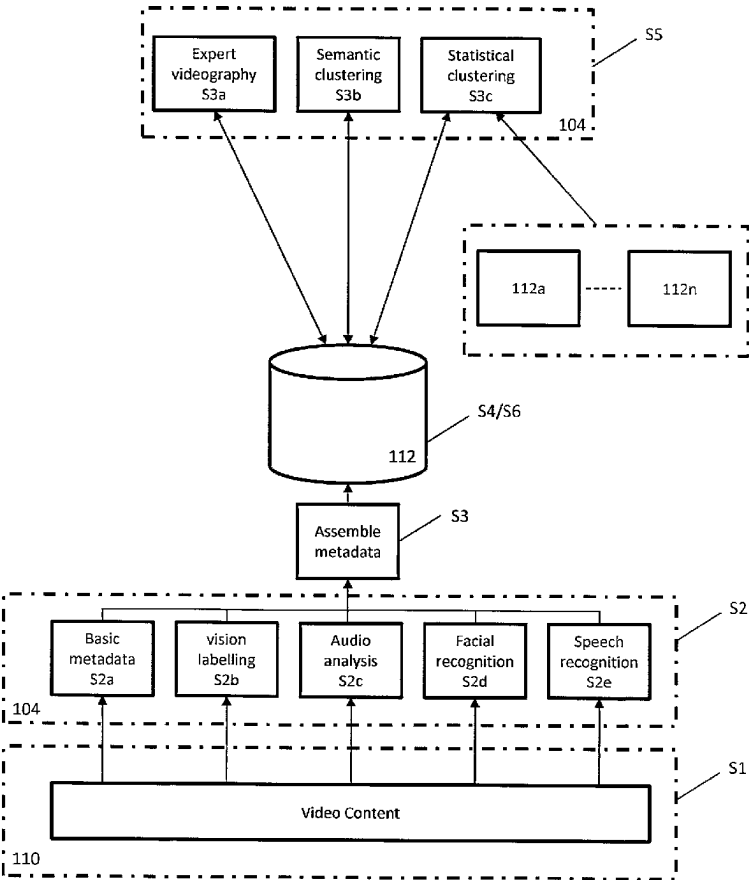 S5
Expert
videography
S3a
Semantic
clustering
S3b
Statistical
clustering
S3c
104
112a
112n
S4/S6
112
S3
Assemble
metadata
S2
Basic
metadata
S2a
vision
labelling
S2b
Audio
analysis
S2c
Facial
recognition
S2d
Speech
recognition
S2e
104
S1
Video Content
110